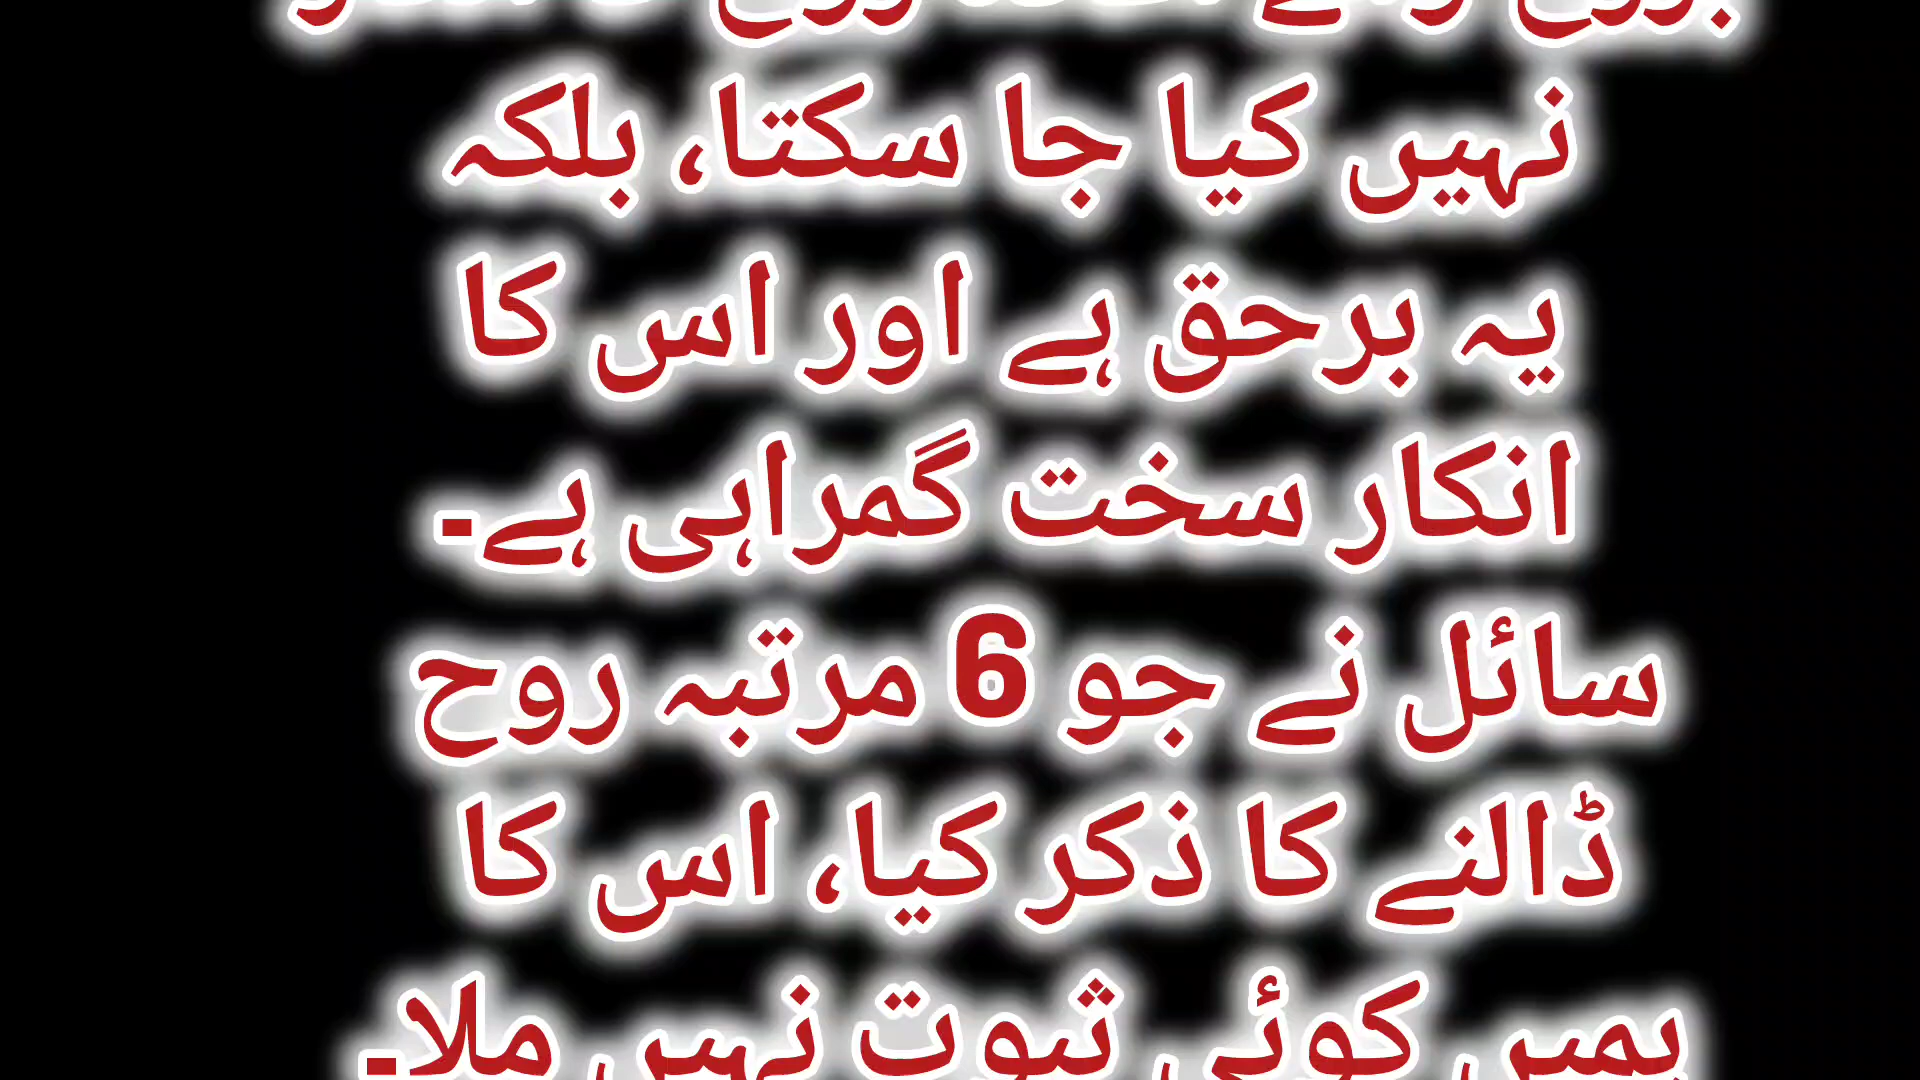 نہیں کیا جا سکتا، بلکہ
یہ برحق ہے اور اس کا
انکار سخت گمراہی ہے۔
سائل نے جو 6 مرتبہ روح
ڈالنے کا ذکر کیا، اس کا
ہمیں کوئی ثبوت نہیں ملا۔